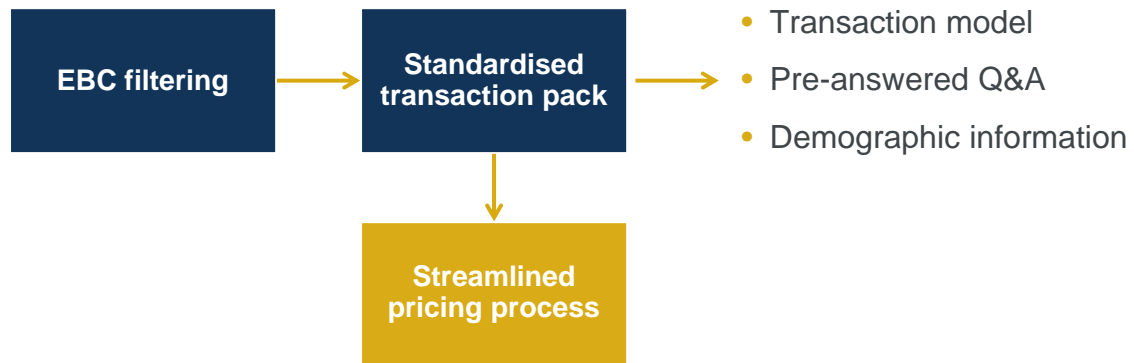 EBC filtering
Standardised
transaction pack
• Transaction model
• Pre-answered Q&A
• Demographic information
Streamlined
pricing process